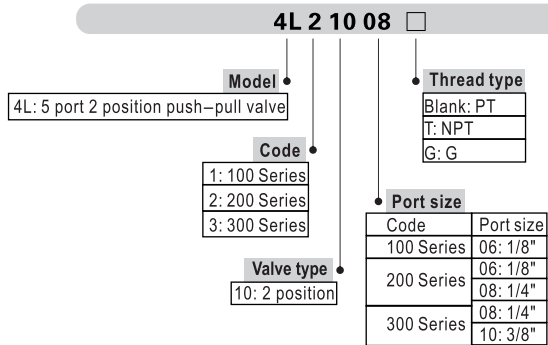 4L 2 10 08 □
Model
4L: 5 port 2 position push-pull valve
Code
1: 100 Series
2: 200 Series
3: 300 Series
Valve type
10: 2 position
Thread type
Blank: PT
T: NPT
G: G
Port size
Code Port size
100 Series 06: 1/8"
200 Series 06: 1/8"
08: 1/4"
300 Series 08: 1/4"
10: 3/8"